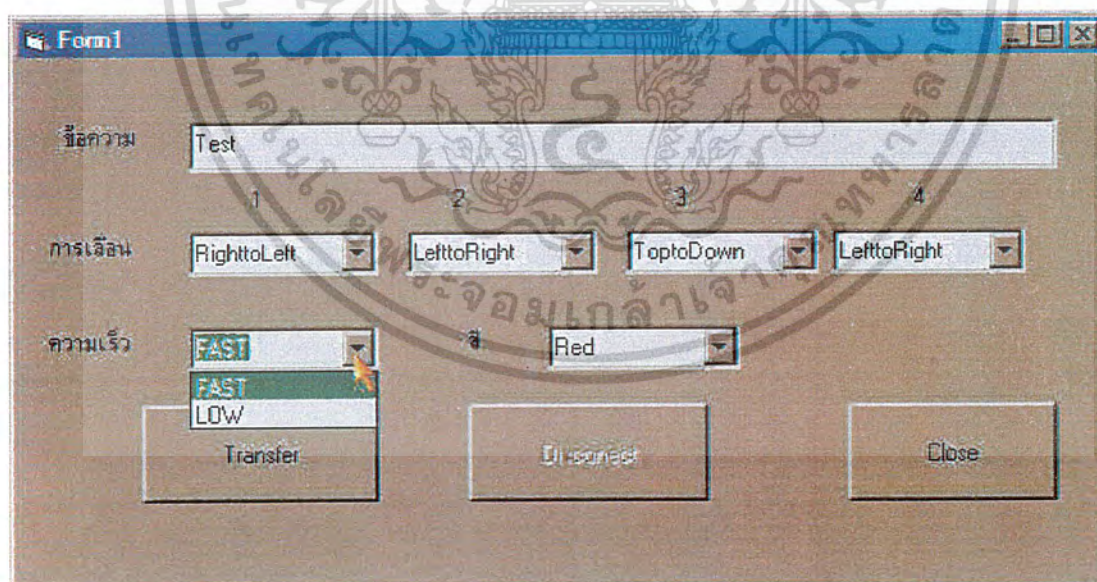 Form1
ข้อความ Test
1 2 3 4
การเลื่อน RighttoLeft LefttoRight ToptoDown LefttoRight
ความเร็ว FAST สี Red
FAST
LOW
Transfer Close